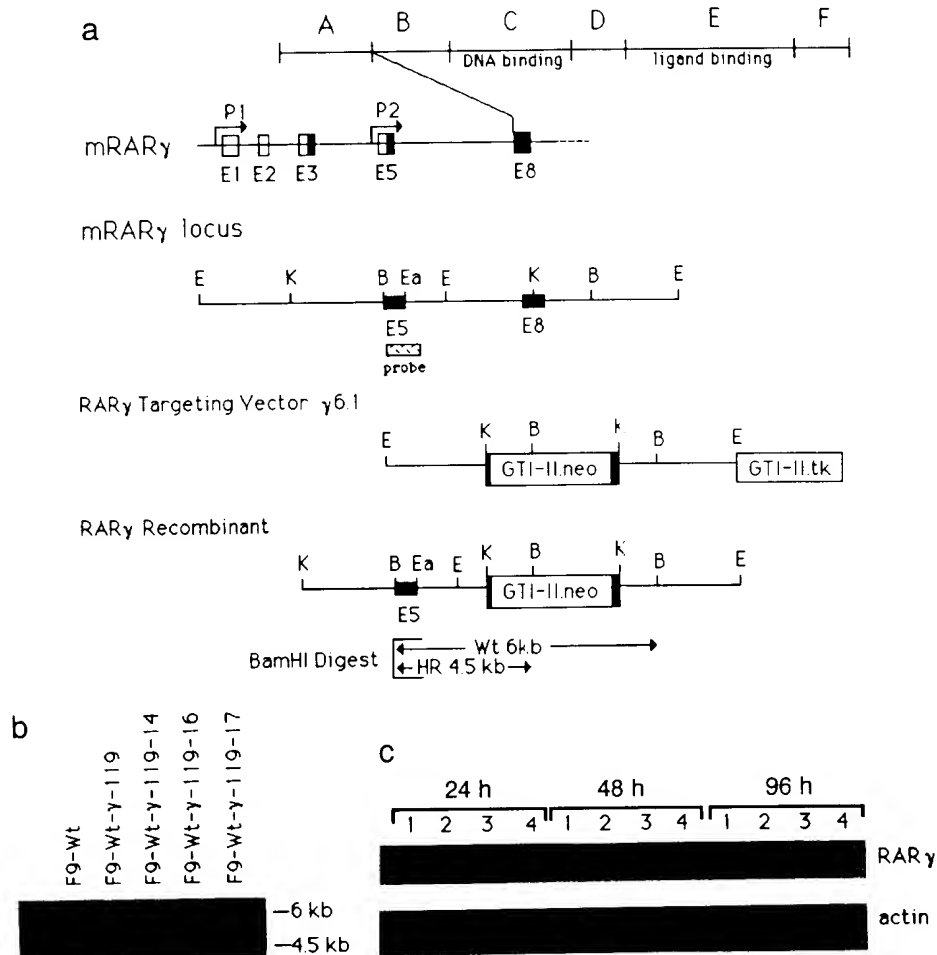 a
A B C D E F
DNA binding ligand binding
P1 P2
mRARγ
E1 E2 E3 E5 E8
mRARγ locus
E K B Ea E K B E
E5 E8
probe
RARγ Targeting Vector γ6.1
E K B k B E
GTI-II.neo GTI-II.tk
RARγ Recombinant
K B Ea E K B k B E
GTI-II.neo
E5
BamHI Digest
Wt 6kb
HR 4.5 kb
b
F9-Wt
F9-Wt-γ-119
F9-Wt-γ-119-14
F9-Wt-γ-119-16
F9-Wt-γ-119-17
–6 kb
–4.5 kb
c
24 h 48 h 96 h
1 2 3 4 1 2 3 4 1 2 3 4
RARγ
actin